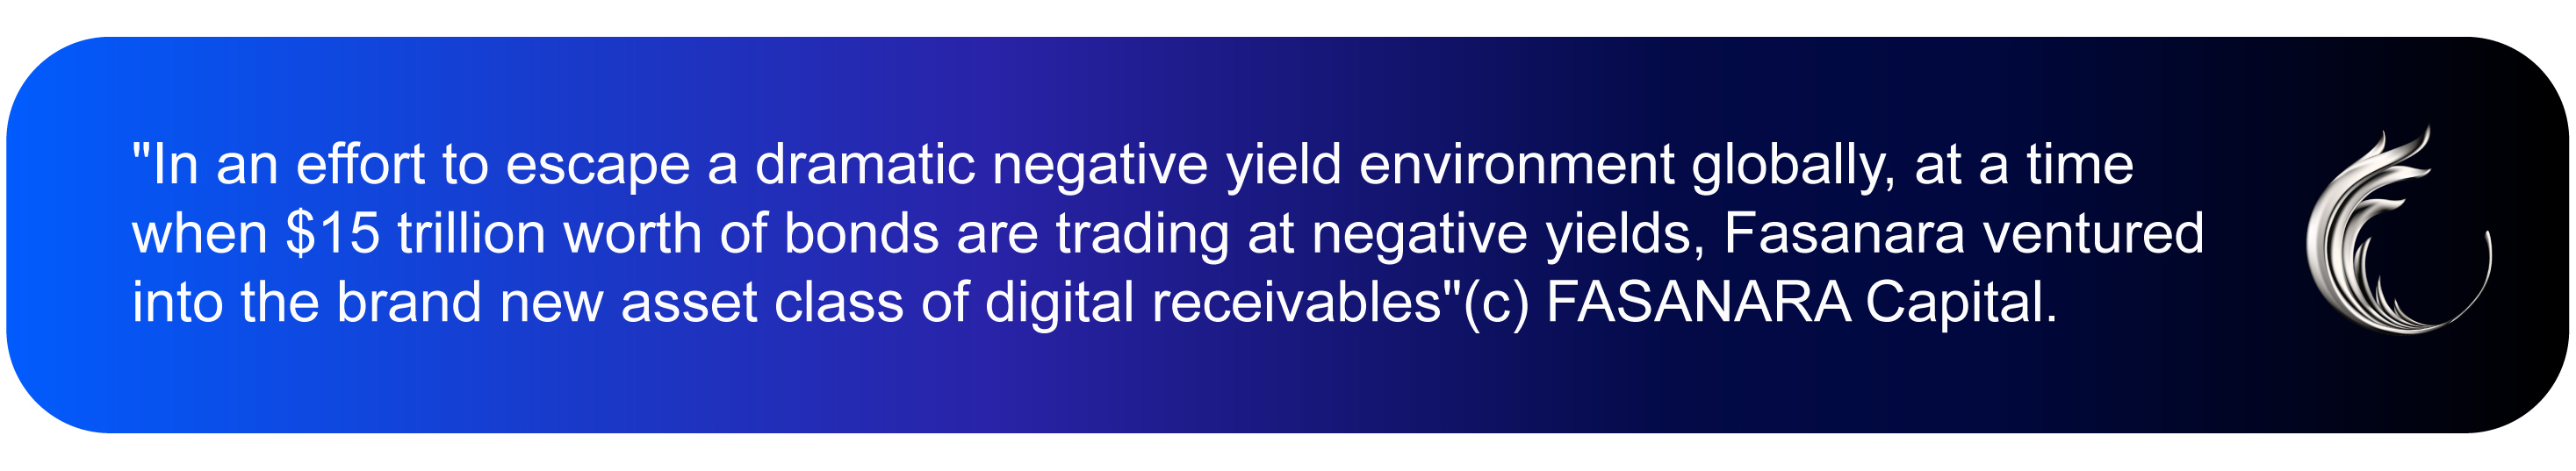 "In an effort to escape a dramatic negative yield environment globally, at a time
when $15 trillion worth of bonds are trading at negative yields, Fasanara ventured
into the brand new asset class of digital receivables"(c) FASANARA Capital.